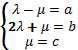 λ − μ = a
2λ + μ = b
μ = c